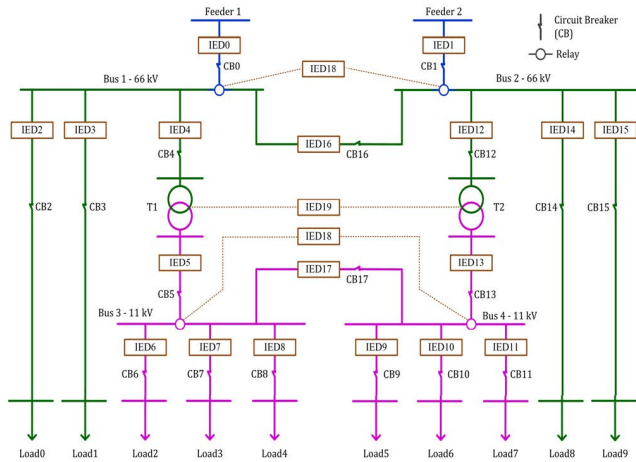 Feeder 1
Feeder 2
Circuit Breaker
(CB)
Relay
IED0
IED1
CB0
IED18
CB1
Bus 1 - 66 kV
Bus 2 - 66 kV
IED2
IED3
IED4
IED16
IED12
IED14
IED15
CB4
CB16
CB12
CB2
CB3
T1
IED19
T2
CB14
CB15
IED18
IED5
IED17
IED13
CB5
CB17
CB13
Bus 3 - 11 kV
Bus 4 - 11 kV
IED6
IED7
IED8
IED9
IED10
IED11
CB6
CB7
CB8
CB9
CB10
CB11
Load0
Load1
Load2
Load3
Load4
Load5
Load6
Load7
Load8
Load9